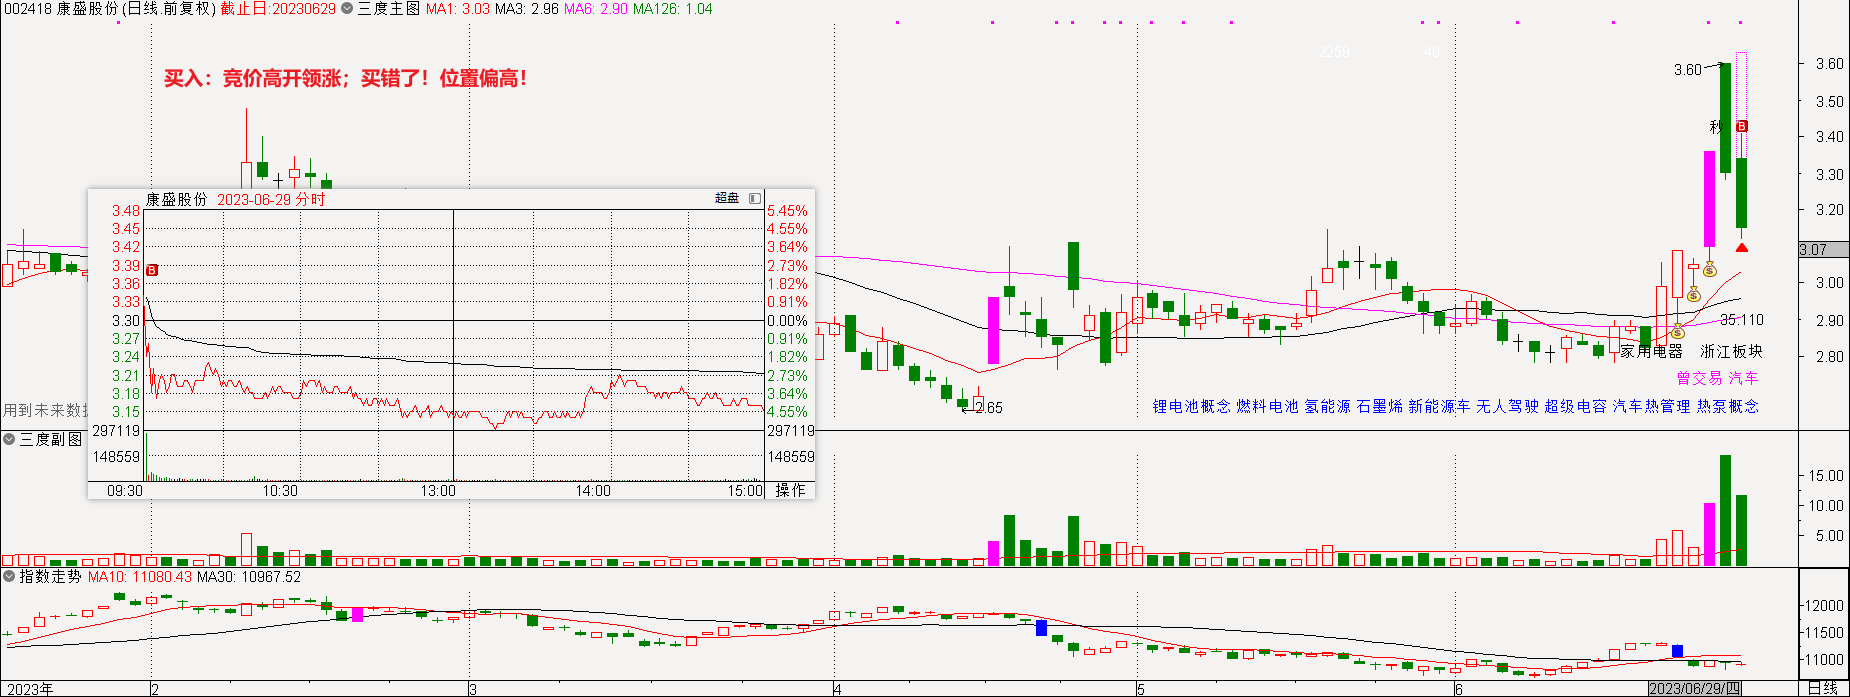 002418 康盛股份(日线.前复权) 截止日:20230629 三度主图 MA1: 3.03 MA3: 2.96 MA6: 2.90 MA126: 1.04
2259 40
买入：竞价高开领涨；买错了！位置偏高！
3.60
3.60
3.50
秒 B
3.40
3.30
3.20
3.07
3.00
2.90
2.80
35.110
家用电器 浙江板块
曾交易 汽车
锂电池概念 燃料电池 氢能源 石墨烯 新能源车 无人驾驶 超级电容 汽车热管理 热泵概念
2.65
康盛股份 2023-06-29 分时 超盘
3.48 5.45%
3.45 4.55%
3.42 3.64%
3.39 B 2.73%
3.36 1.82%
3.33 0.91%
3.30 0.00%
3.27 0.91%
3.24 1.82%
3.21 2.73%
3.18 3.64%
3.15 4.55%
297119 297119
148559 148559
09:30 10:30 13:00 14:00 15:00 操作
用到未来数
三度副图
15.00
10.00
5.00
指数走势 MA10: 11080.43 MA30: 10967.52
12000
11500
11000
2023年 2 3 4 5 6 2023/06/29/四 日线